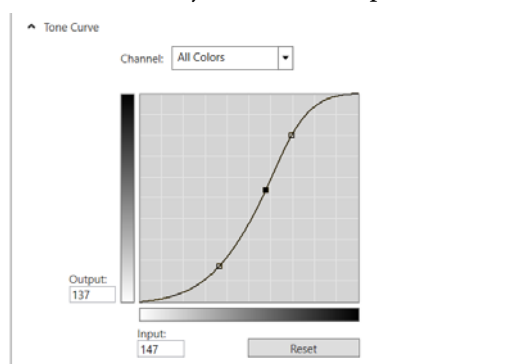 Tone Curve
Channel: All Colors
Output:
137
Input:
147
Reset